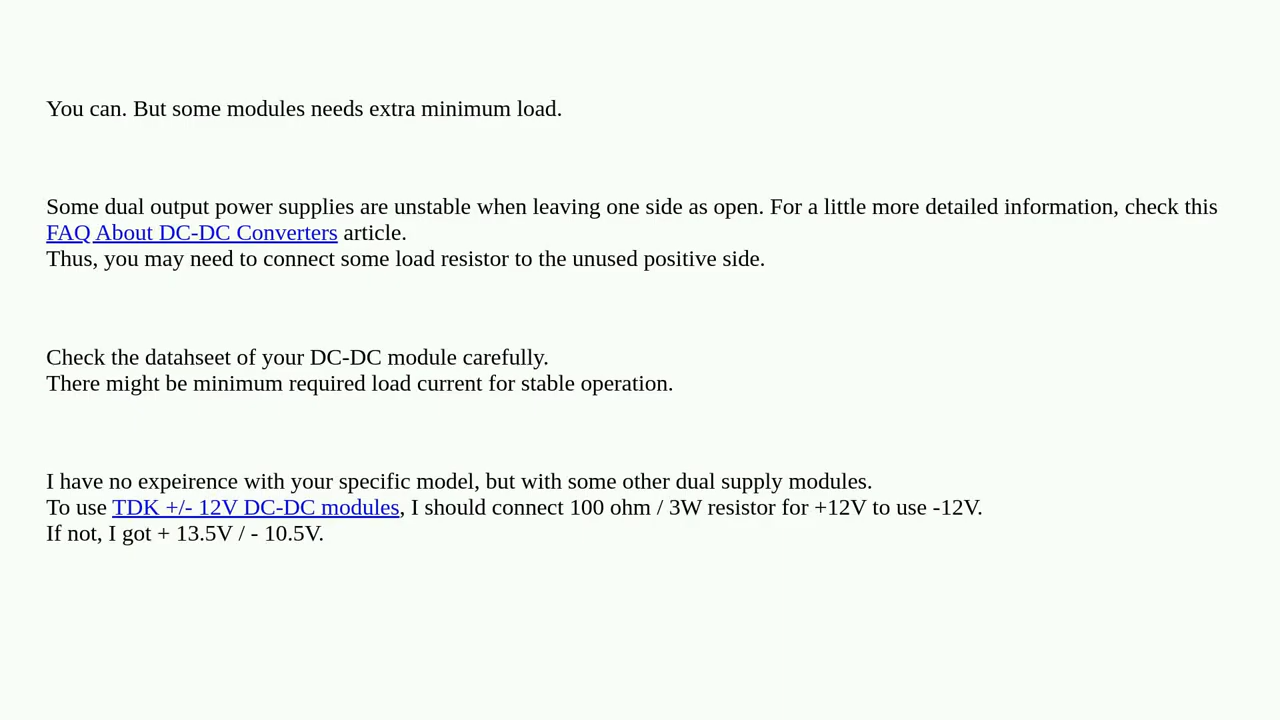 You can. But some modules needs extra minimum load.
Some dual output power supplies are unstable when leaving one side as open. For a little more detailed information, check this
FAQ About DC-DC Converters article.
Thus, you may need to connect some load resistor to the unused positive side.
Check the datahseet of your DC-DC module carefully.
There might be minimum required load current for stable operation.
I have no expeirence with your specific model, but with some other dual supply modules.
To use TDK +/- 12V DC-DC modules, I should connect 100 ohm / 3W resistor for +12V to use -12V.
If not, I got + 13.5V / - 10.5V.